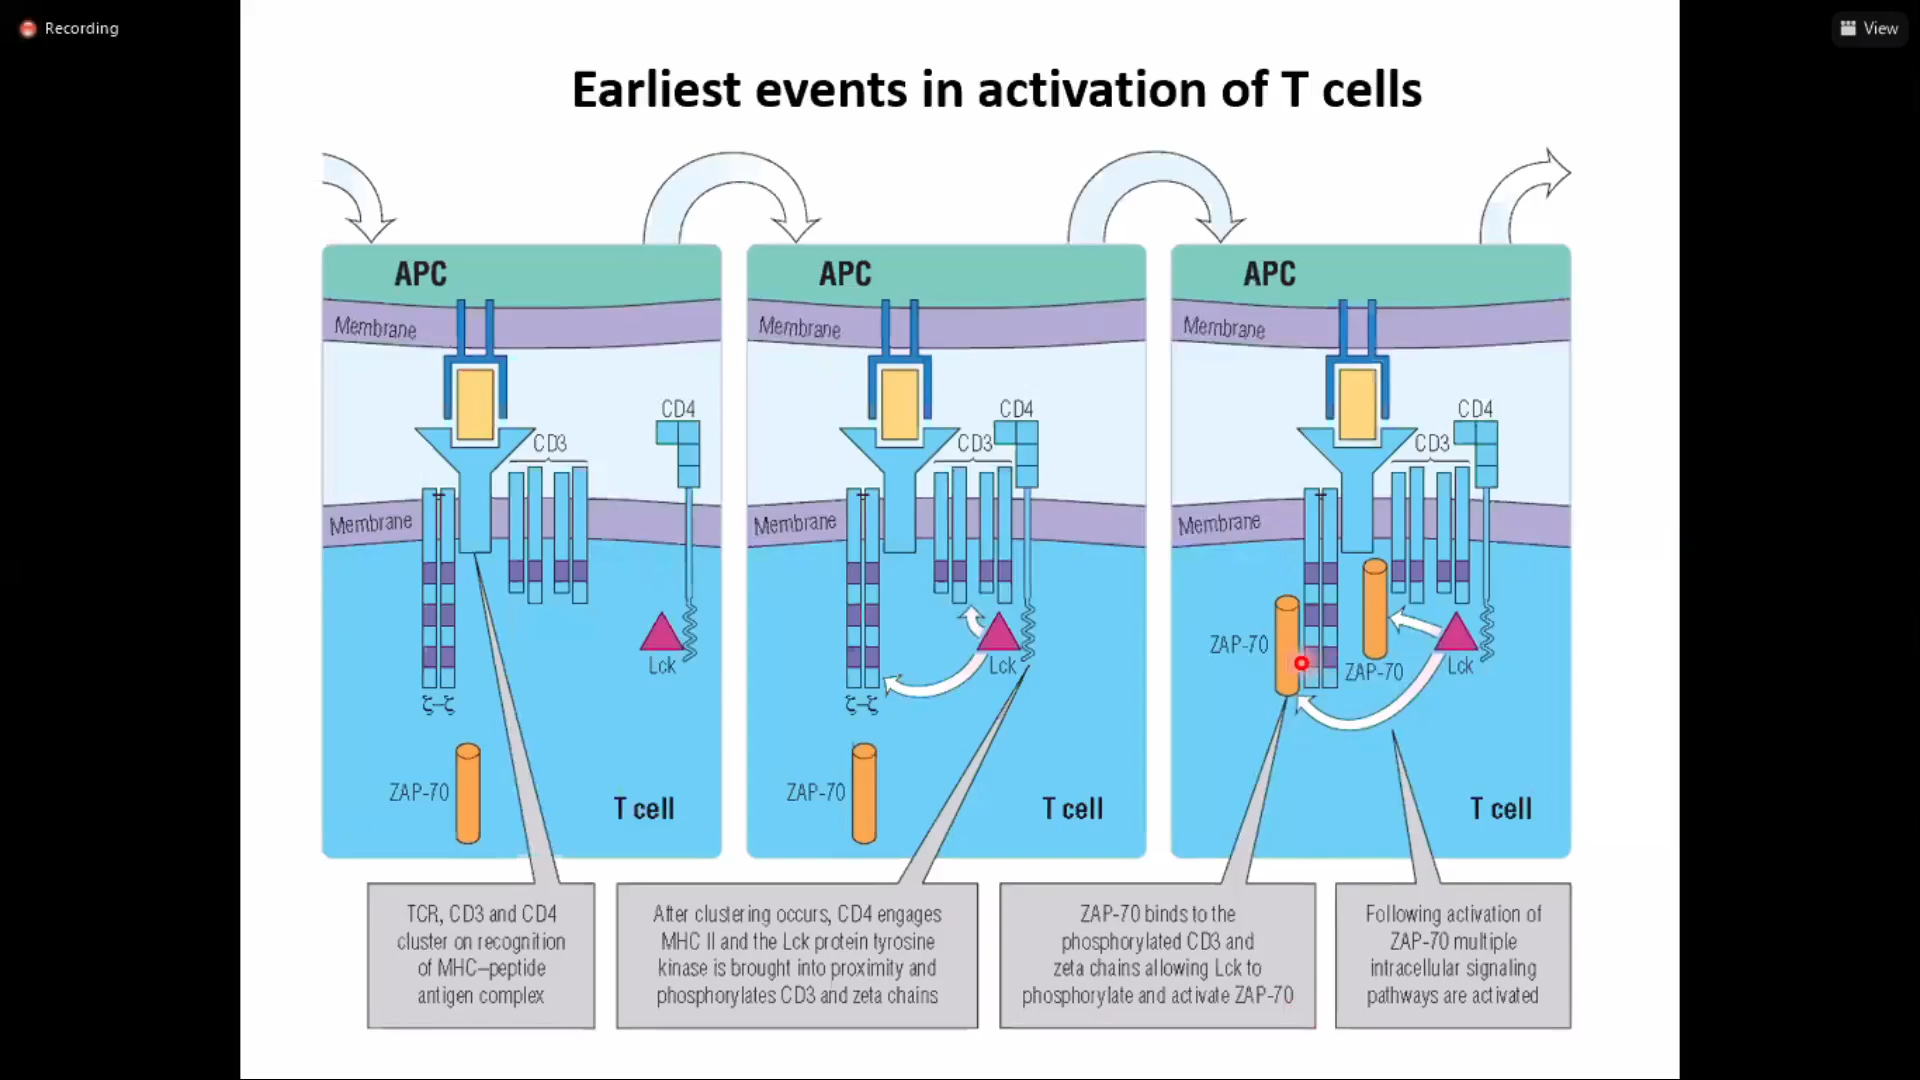 Recording
View
Earliest events in activation of T cells
APC
Membrane
CD4
CD3
Membrane
Lck
ζ–ζ
ZAP-70
T cell
APC
Membrane
CD4
CD3
Membrane
Lck
ζ–ζ
ZAP-70
T cell
APC
Membrane
CD4
CD3
Membrane
ZAP-70
ZAP-70
Lck
T cell
TCR, CD3 and CD4
cluster on recognition
of MHC–peptide
antigen complex
After clustering occurs, CD4 engages
MHC II and the Lck protein tyrosine
kinase is brought into proximity and
phosphorylates CD3 and zeta chains
ZAP-70 binds to the
phosphorylated CD3 and
zeta chains allowing Lck to
phosphorylate and activate ZAP-70
Following activation of
ZAP-70 multiple
intracellular signaling
pathways are activated